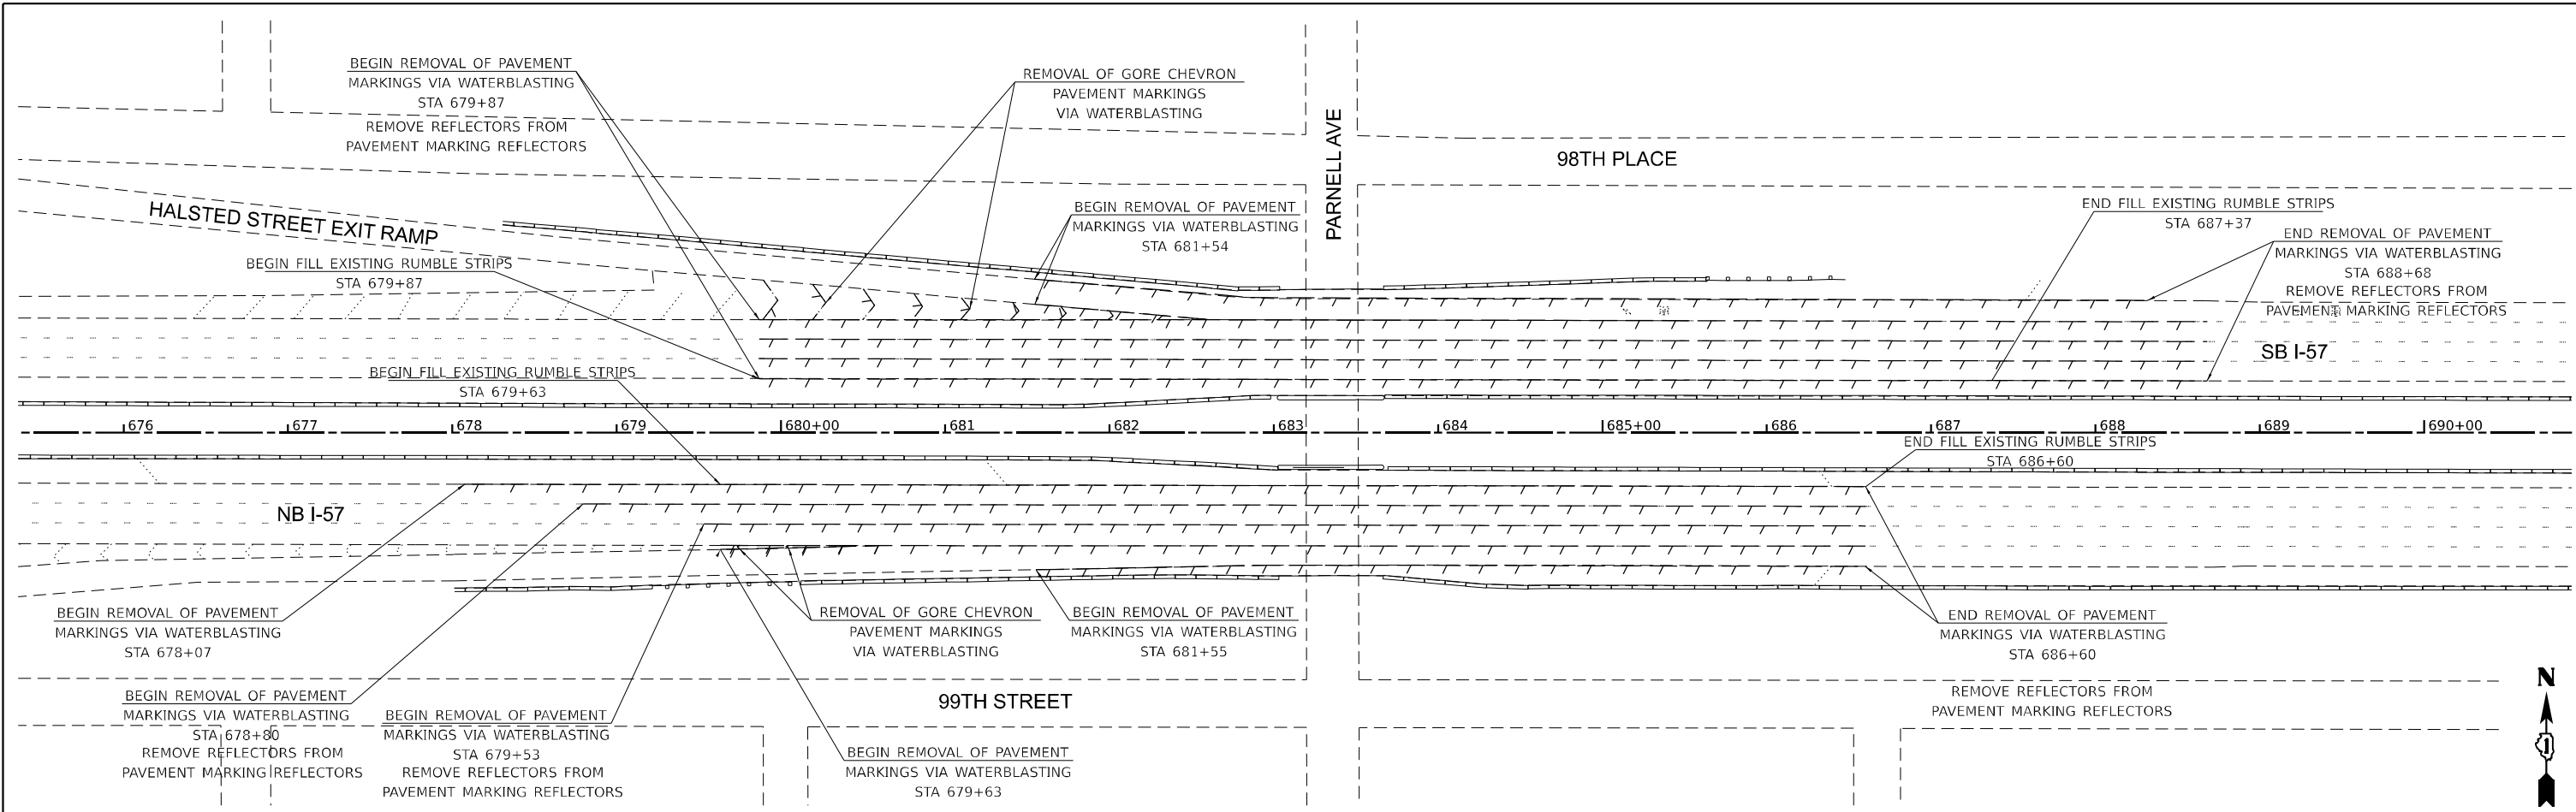 BEGIN REMOVAL OF PAVEMENT
MARKINGS VIA WATERBLASTING
STA 679+87
REMOVE REFLECTORS FROM
PAVEMENT MARKING REFLECTORS
REMOVAL OF GORE CHEVRON
PAVEMENT MARKINGS
VIA WATERBLASTING
PARNELL AVE
98TH PLACE
HALSTED STREET EXIT RAMP
BEGIN REMOVAL OF PAVEMENT
MARKINGS VIA WATERBLASTING
STA 681+54
END FILL EXISTING RUMBLE STRIPS
STA 687+37
END REMOVAL OF PAVEMENT
MARKINGS VIA WATERBLASTING
STA 688+68
REMOVE REFLECTORS FROM
PAVEMENT MARKING REFLECTORS
BEGIN FILL EXISTING RUMBLE STRIPS
STA 679+87
SB I-57
BEGIN FILL EXISTING RUMBLE STRIPS
STA 679+63
676 677 678 679 680+00 681 682 683 684 685+00 686 687 688 689 690+00
END FILL EXISTING RUMBLE STRIPS
STA 686+60
NB I-57
BEGIN REMOVAL OF PAVEMENT
MARKINGS VIA WATERBLASTING
STA 678+07
REMOVAL OF GORE CHEVRON
PAVEMENT MARKINGS
VIA WATERBLASTING
BEGIN REMOVAL OF PAVEMENT
MARKINGS VIA WATERBLASTING
STA 681+55
END REMOVAL OF PAVEMENT
MARKINGS VIA WATERBLASTING
STA 686+60
REMOVE REFLECTORS FROM
PAVEMENT MARKING REFLECTORS
99TH STREET
BEGIN REMOVAL OF PAVEMENT
MARKINGS VIA WATERBLASTING
STA 678+80
REMOVE REFLECTORS FROM
PAVEMENT MARKING REFLECTORS
BEGIN REMOVAL OF PAVEMENT
MARKINGS VIA WATERBLASTING
STA 679+53
REMOVE REFLECTORS FROM
PAVEMENT MARKING REFLECTORS
BEGIN REMOVAL OF PAVEMENT
MARKINGS VIA WATERBLASTING
STA 679+63
N